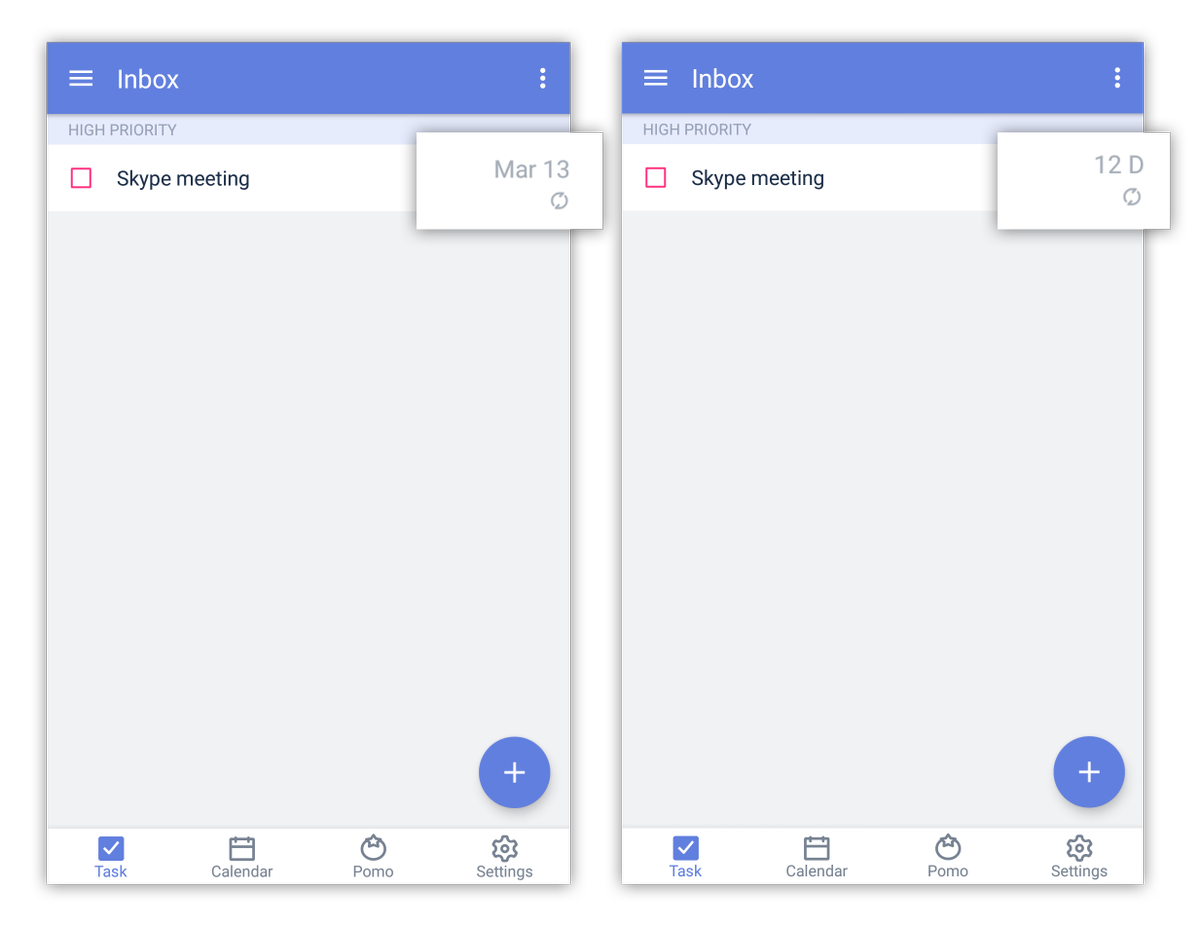 Inbox
HIGH PRIORITY
Skype meeting
Mar 13
Task
Calendar
Pomo
Settings
Inbox
HIGH PRIORITY
Skype meeting
12 D
Task
Calendar
Pomo
Settings